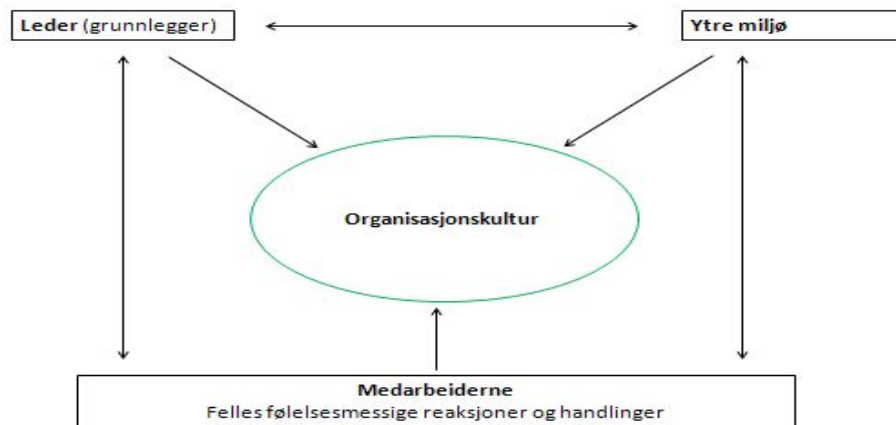 Leder (grunnlegger)
Ytre miljø
Organisasjonskultur
Medarbeiderne
Felles følelsesmessige reaksjoner og handlinger